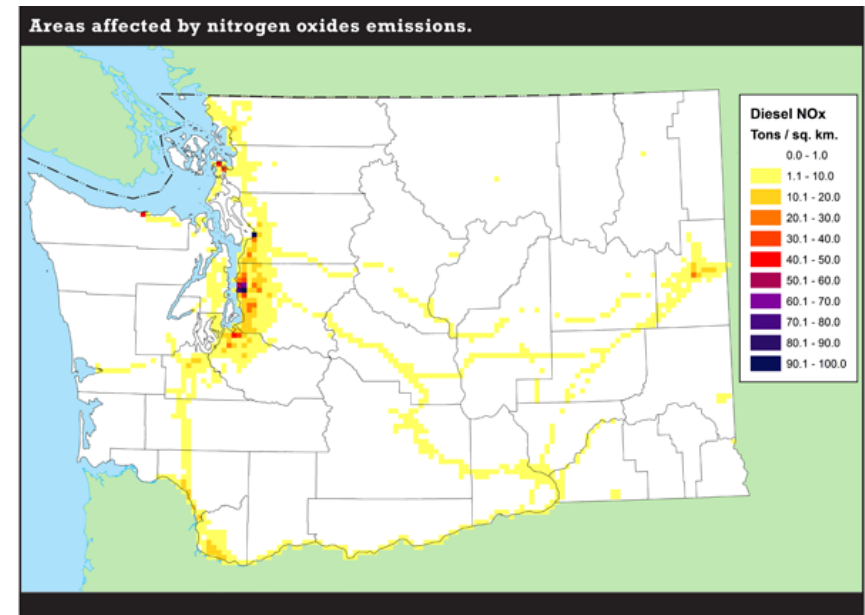 Areas affected by nitrogen oxides emissions.
Diesel NOx
Tons / sq. km.
0.0 - 1.0
1.1 - 10.0
10.1 - 20.0
20.1 - 30.0
30.1 - 40.0
40.1 - 50.0
50.1 - 60.0
60.1 - 70.0
70.1 - 80.0
80.1 - 90.0
90.1 - 100.0